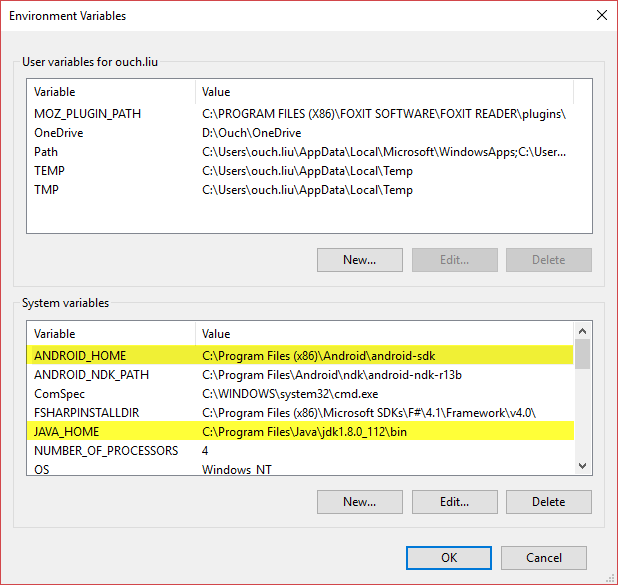 Environment Variables
User variables for ouch.liu
Variable Value
MOZ_PLUGIN_PATH C:\PROGRAM FILES (X86)\FOXIT SOFTWARE\FOXIT READER\plugins\
OneDrive D:\Ouch\OneDrive
Path C:\Users\ouch.liu\AppData\Local\Microsoft\WindowsApps;C:\User...
TEMP C:\Users\ouch.liu\AppData\Local\Temp
TMP C:\Users\ouch.liu\AppData\Local\Temp
New... Edit... Delete
System variables
Variable Value
ANDROID_HOME C:\Program Files (x86)\Android\android-sdk
ANDROID_NDK_PATH C:\Program Files\Android\ndk\android-ndk-r13b
ComSpec C:\WINDOWS\system32\cmd.exe
FSHARPINSTALLDIR C:\Program Files (x86)\Microsoft SDKs\F#\4.1\Framework\v4.0\
JAVA_HOME C:\Program Files\Java\jdk1.8.0_112\bin
NUMBER_OF_PROCESSORS 4
OS Windows_NT
New... Edit... Delete
OK Cancel